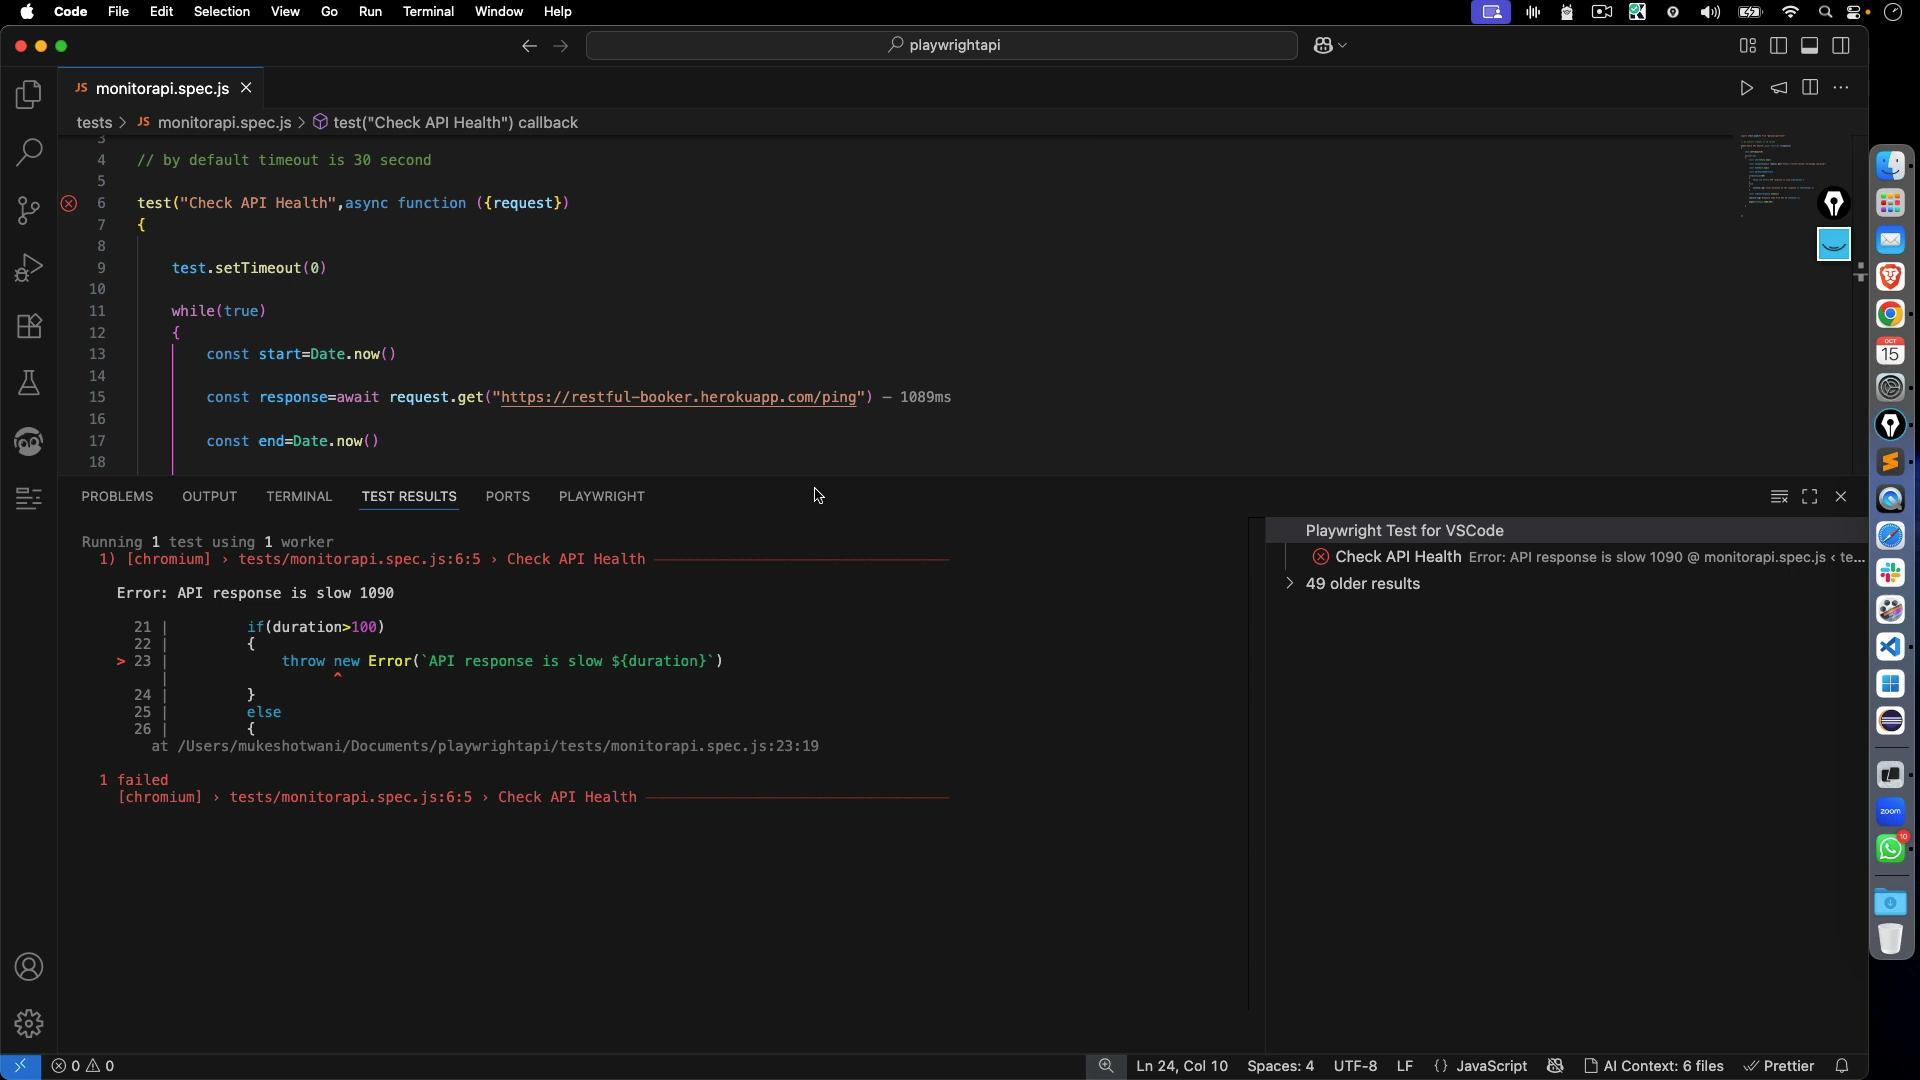 Code File Edit Selection View Go Run Terminal Window Help
playwrightapi
JS monitorapi.spec.js
tests > JS monitorapi.spec.js > test("Check API Health") callback
3
4 // by default timeout is 30 second
5
6 test("Check API Health",async function ({request})
7 {
8
9 test.setTimeout(0)
10
11 while(true)
12 {
13 const start=Date.now()
14
15 const response=await request.get("https://restful-booker.herokuapp.com/ping") — 1089ms
16
17 const end=Date.now()
18
PROBLEMS OUTPUT TERMINAL TEST RESULTS PORTS PLAYWRIGHT
Running 1 test using 1 worker
1) [chromium] › tests/monitorapi.spec.js:6:5 › Check API Health
Error: API response is slow 1090
21 | if(duration>100)
22 | {
> 23 | throw new Error(`API response is slow ${duration}`)
| ^
24 | }
25 | else
26 | {
at /Users/mukeshotwani/Documents/playwrightapi/tests/monitorapi.spec.js:23:19
1 failed
[chromium] › tests/monitorapi.spec.js:6:5 › Check API Health
Playwright Test for VSCode
Check API Health Error: API response is slow 1090 @ monitorapi.spec.js ‹ te...
49 older results
OCT
15
zoom
10
0 0 Ln 24, Col 10 Spaces: 4 UTF-8 LF {} JavaScript AI Context: 6 files Prettier